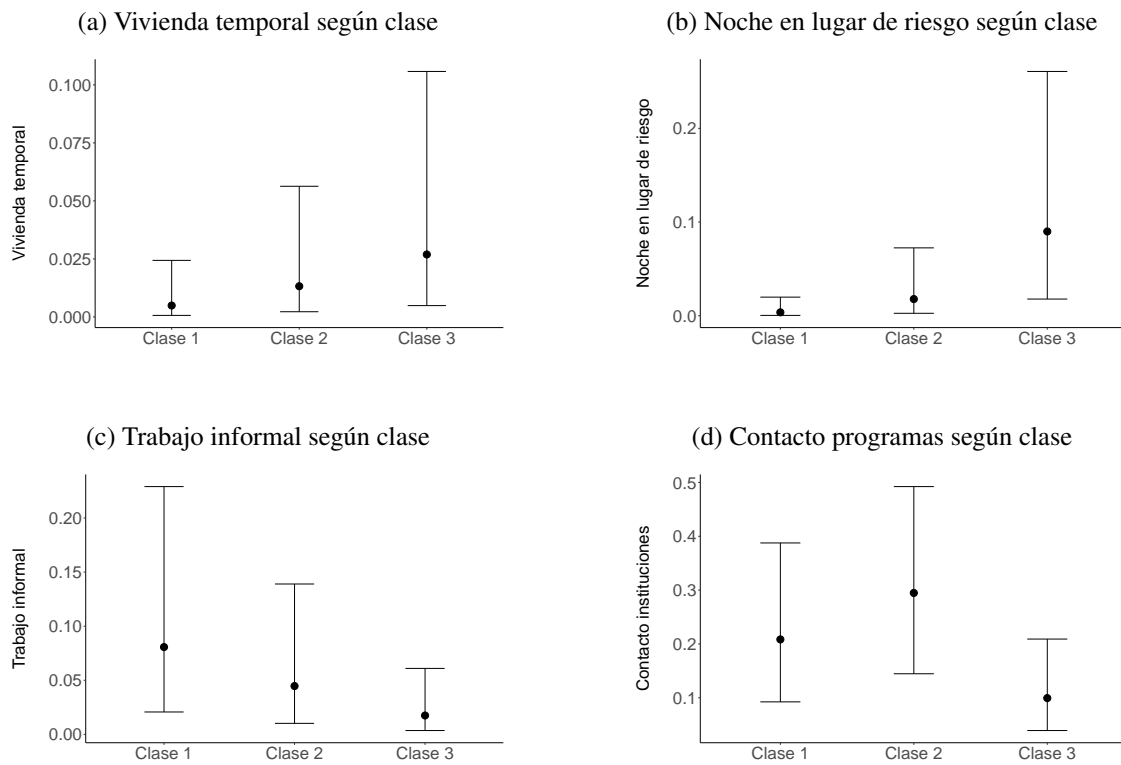 (a) Vivienda temporal según clase
Vivienda temporal
0.100
0.075
0.050
0.025
0.000
Clase 1 Clase 2 Clase 3
(b) Noche en lugar de riesgo según clase
Noche en lugar de riesgo
0.2
0.1
0.0
Clase 1 Clase 2 Clase 3
(c) Trabajo informal según clase
Trabajo informal
0.20
0.15
0.10
0.05
0.00
Clase 1 Clase 2 Clase 3
(d) Contacto programas según clase
Contacto instituciones
0.5
0.4
0.3
0.2
0.1
Clase 1 Clase 2 Clase 3